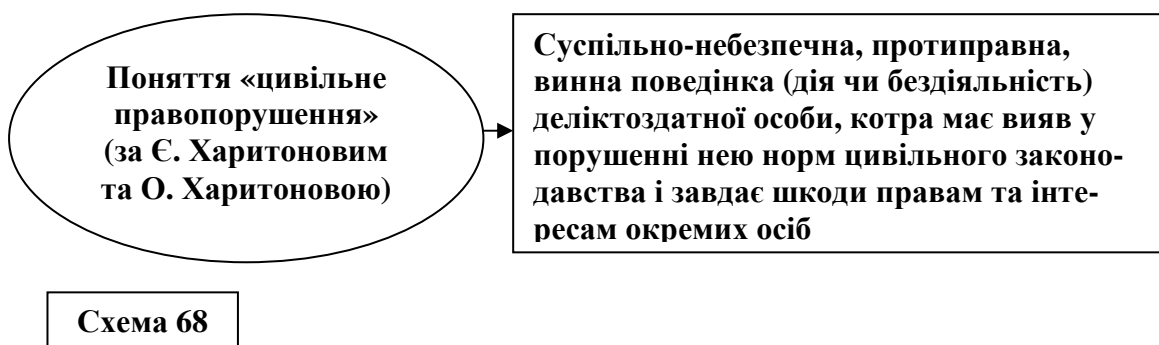 Поняття «цивільне
правопорушення»
(за Є. Харитоновим
та О. Харитоновою)
Суспільно-небезпечна, протиправна,
винна поведінка (дія чи бездіяльність)
деліктоздатної особи, котра має вияв у
порушенні нею норм цивільного законо-
давства і завдає шкоди правам та інте-
ресам окремих осіб
Схема 68